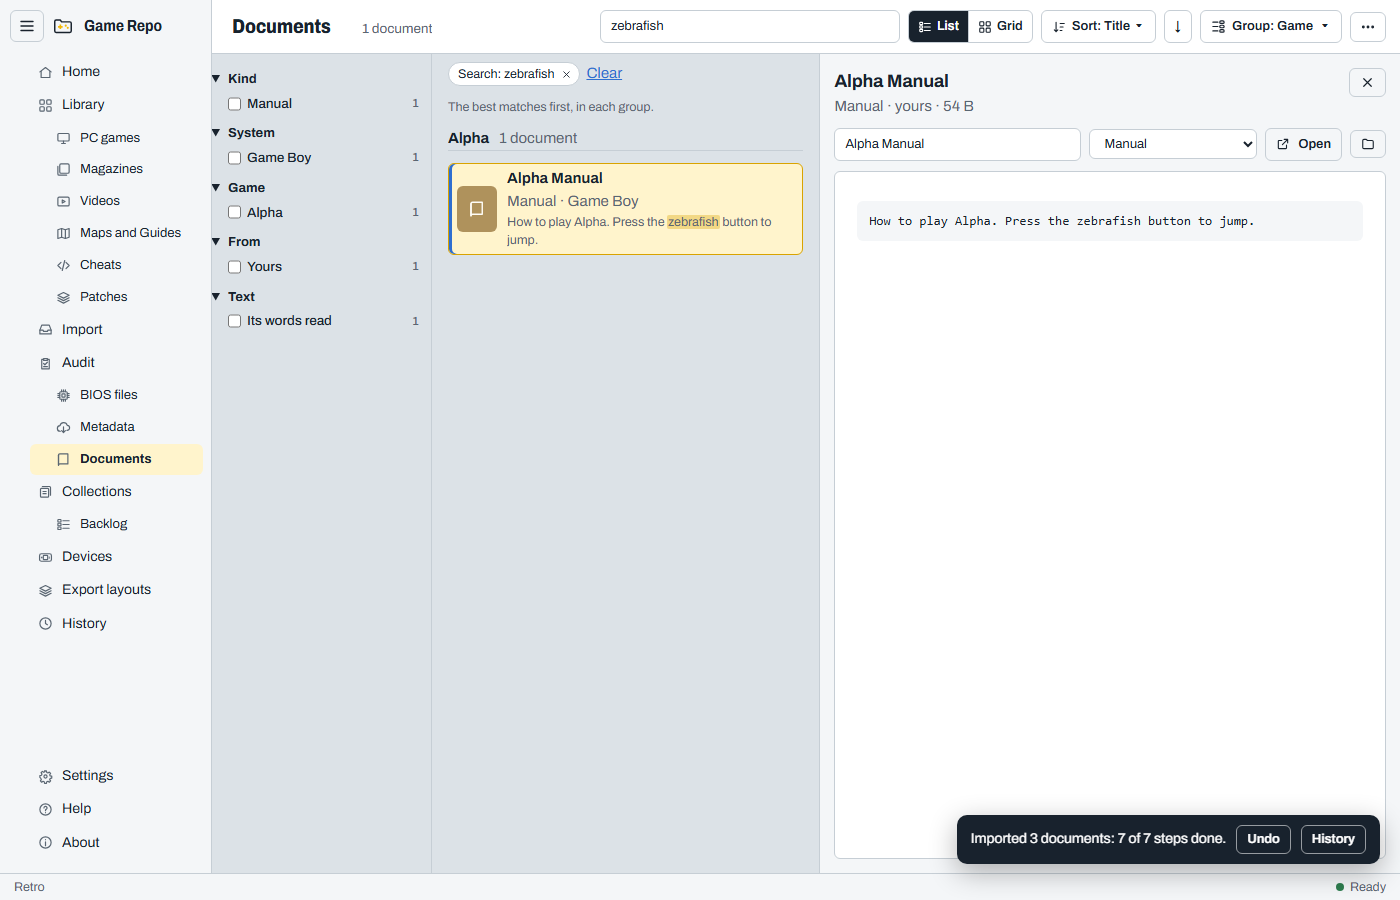 Game Repo
Home
Library
PC games
Magazines
Videos
Maps and Guides
Cheats
Patches
Import
Audit
BIOS files
Metadata
Documents
Collections
Backlog
Devices
Export layouts
History
Settings
Help
About
Documents
1 document
zebrafish
List
Grid
Sort: Title
↓
Group: Game
Kind
Manual 1
System
Game Boy 1
Game
Alpha 1
From
Yours 1
Text
Its words read 1
Search: zebrafish ×
Clear
The best matches first, in each group.
Alpha 1 document
Alpha Manual
Manual · Game Boy
How to play Alpha. Press the zebrafish button to
jump.
Alpha Manual
Manual · yours · 54 B
Alpha Manual
Manual
Open
How to play Alpha. Press the zebrafish button to jump.
Imported 3 documents: 7 of 7 steps done.
Undo
History
Retro
Ready